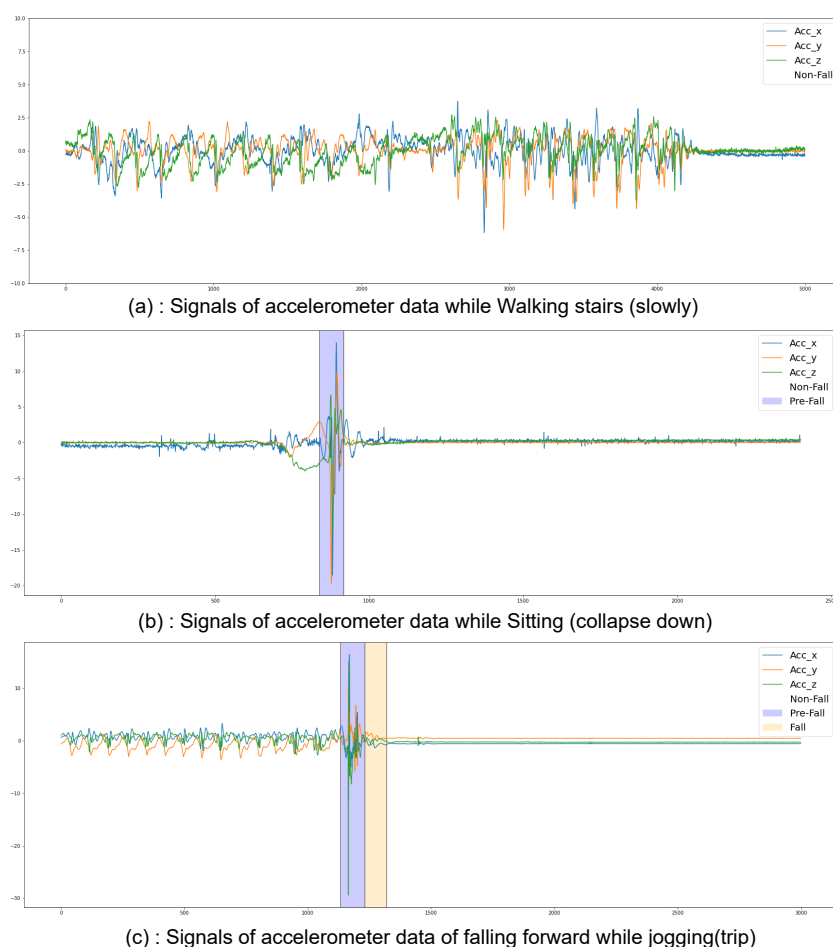 10.0
7.5
5.0
2.5
0.0
−2.5
−5.0
−7.5
−10.0
0
1000
2000
3000
4000
5000
Acc_x
Acc_y
Acc_z
Non-Fall
(a) : Signals of accelerometer data while Walking stairs (slowly)
15
10
5
0
−5
−10
−15
−20
0
500
1000
1500
2000
2500
Acc_x
Acc_y
Acc_z
Non-Fall
Pre-Fall
(b) : Signals of accelerometer data while Sitting (collapse down)
10
0
−10
−20
−30
0
500
1000
1500
2000
2500
3000
Acc_x
Acc_y
Acc_z
Non-Fall
Pre-Fall
Fall
(c) : Signals of accelerometer data of falling forward while jogging(trip)